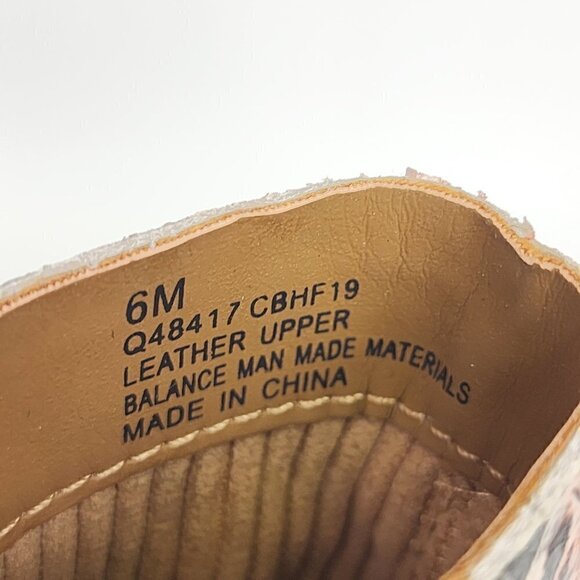 6M
Q48417 CBHF19
LEATHER UPPER
BALANCE MAN MADE MATERIALS
MADE IN CHINA